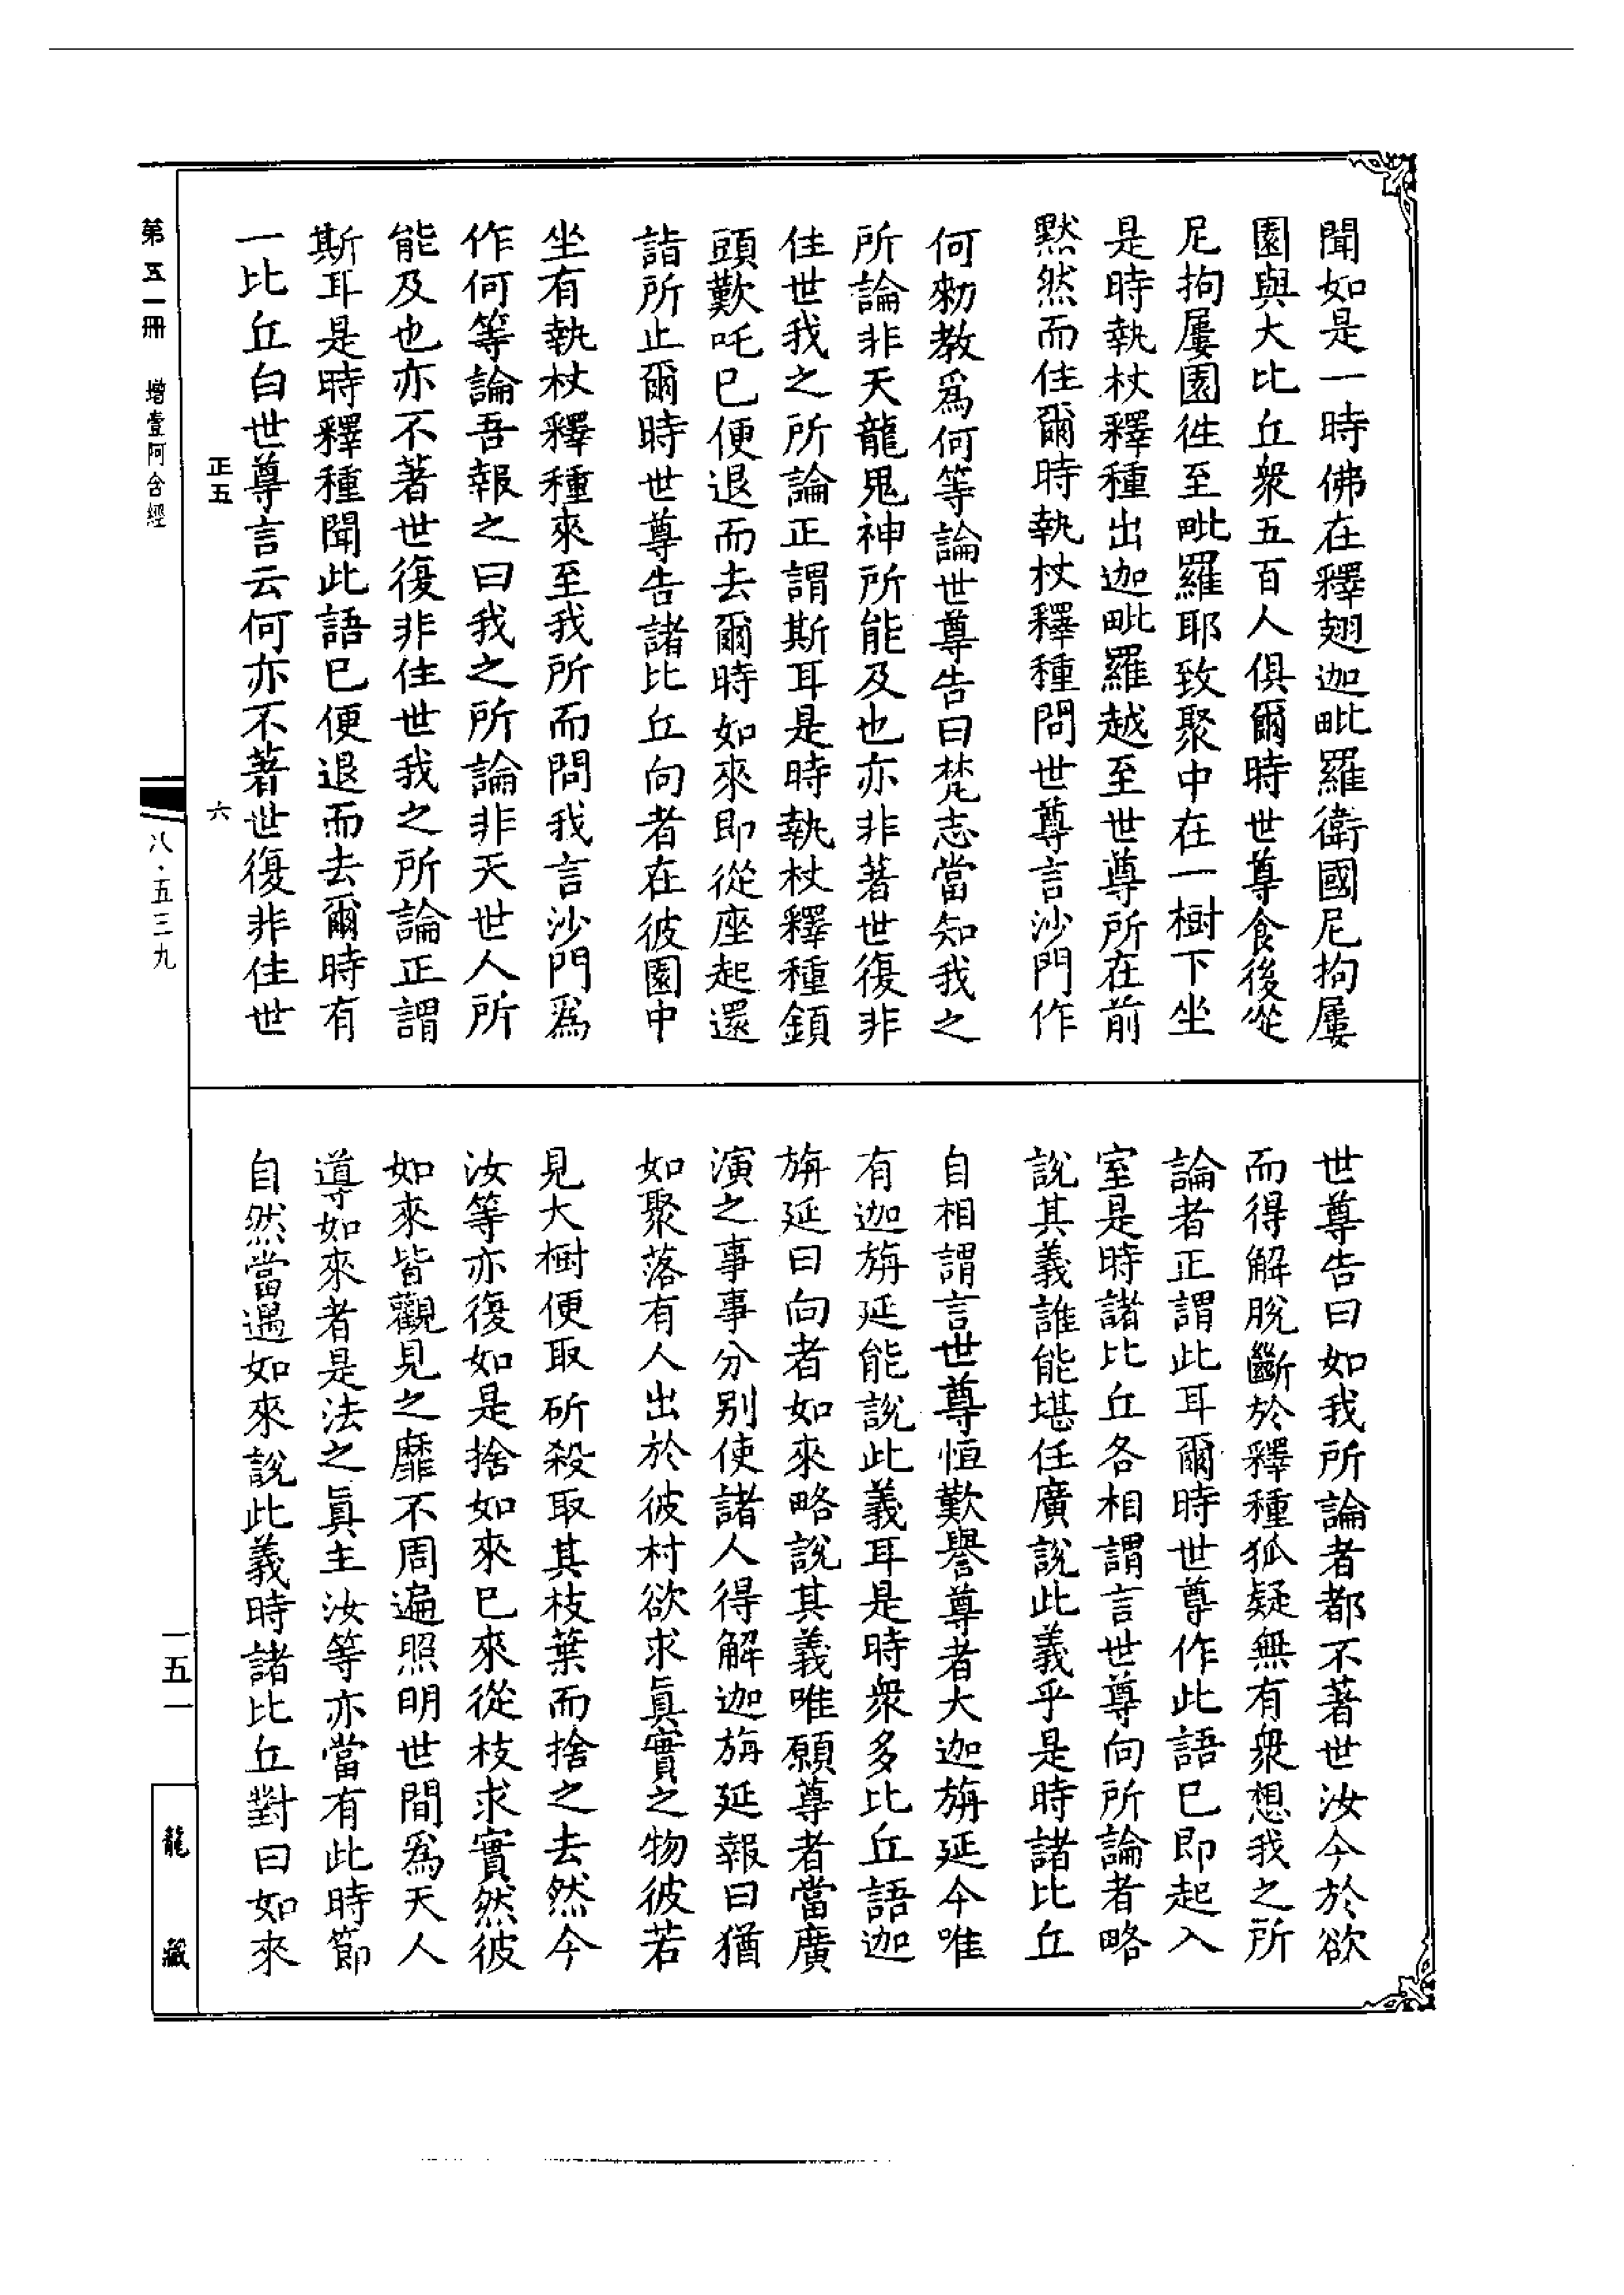 聞如是一時佛在釋翅迦毗羅衛國尼拘屢
園與大比丘衆五百人俱爾時世尊食後從
尼拘屢園徃至毗羅耶致聚中在一樹下坐
是時執杖釋種出迦毗羅越至世尊所在前
默然而住爾時執杖釋種問世尊言沙門作
何勑教爲何等論世尊告曰梵志當知我之
所論非天龍鬼神所能及也亦非著世復非
住世我之所論正謂斯耳是時執杖釋種顉
頭歎吒巳便退而去爾時如來即從座起還
詣所止爾時世尊告諸比丘向者在彼園中
坐有執杖釋種來至我所而問我言沙門爲
作何等論吾報之曰我之所論非天世人所
能及也亦不著世復非住世我之所論正謂
斯耳是時釋種聞此語巳便退而去爾時有
一比丘白世尊言云何亦不著世復非住世
世尊告曰如我所論者都不著世汝今於欲
而得解脫斷於釋種狐疑無有衆想我之所
論者正謂此耳爾時世尊作此語巳即起入
室是時諸比丘各相謂言世尊向所論者略
說其義誰能堪任廣說此義乎是時諸比丘
自相謂言世尊恒歎譽尊者大迦旃延今唯
有迦旃延能說此義耳是時衆多比丘語迦
旃延曰向者如來略說其義唯願尊者當廣
演之事事分別使諸人得解迦旃延報曰猶
如聚落有人出於彼村欲求眞實之物彼若
見大樹便取斫殺取其枝葉而捨之去然今
汝等亦復如是捨如來巳來從枝求實然彼
如來皆觀見之靡不周遍照明世間爲天人
導如來者是法之眞主汝等亦當有此時節
自然當遇如來說此義時諸比丘對曰如來
正五
六
第五一冊 增壹阿含經
八·五三九
一五一
龍藏